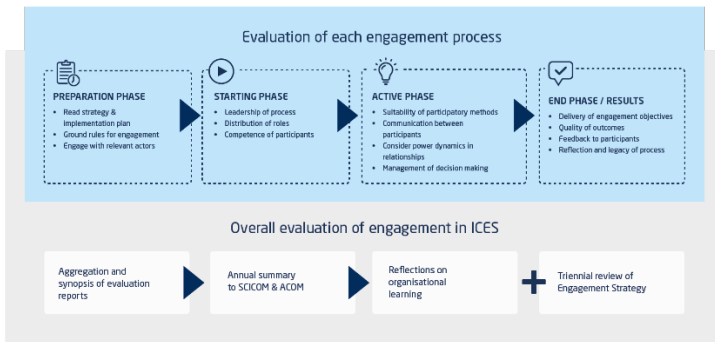 Evaluation of each engagement process
PREPARATION PHASE
• Read strategy &
implementation plan
• Ground rules for engagement
• Engage with relevant actors
STARTING PHASE
• Leadership of process
• Distribution of roles
• Competence of participants
ACTIVE PHASE
• Suitability of participatory methods
• Communication between
participants
• Consider power dynamics in
relationships
• Management of decision making
END PHASE / RESULTS
• Delivery of engagement objectives
• Quality of outcomes
• Feedback to participants
• Reflection and legacy of process
Overall evaluation of engagement in ICES
Aggregation and
synopsis of evaluation
reports
Annual summary
to SCICOM & ACOM
Reflections on
organisational
learning
+
Triennial review of
Engagement Strategy